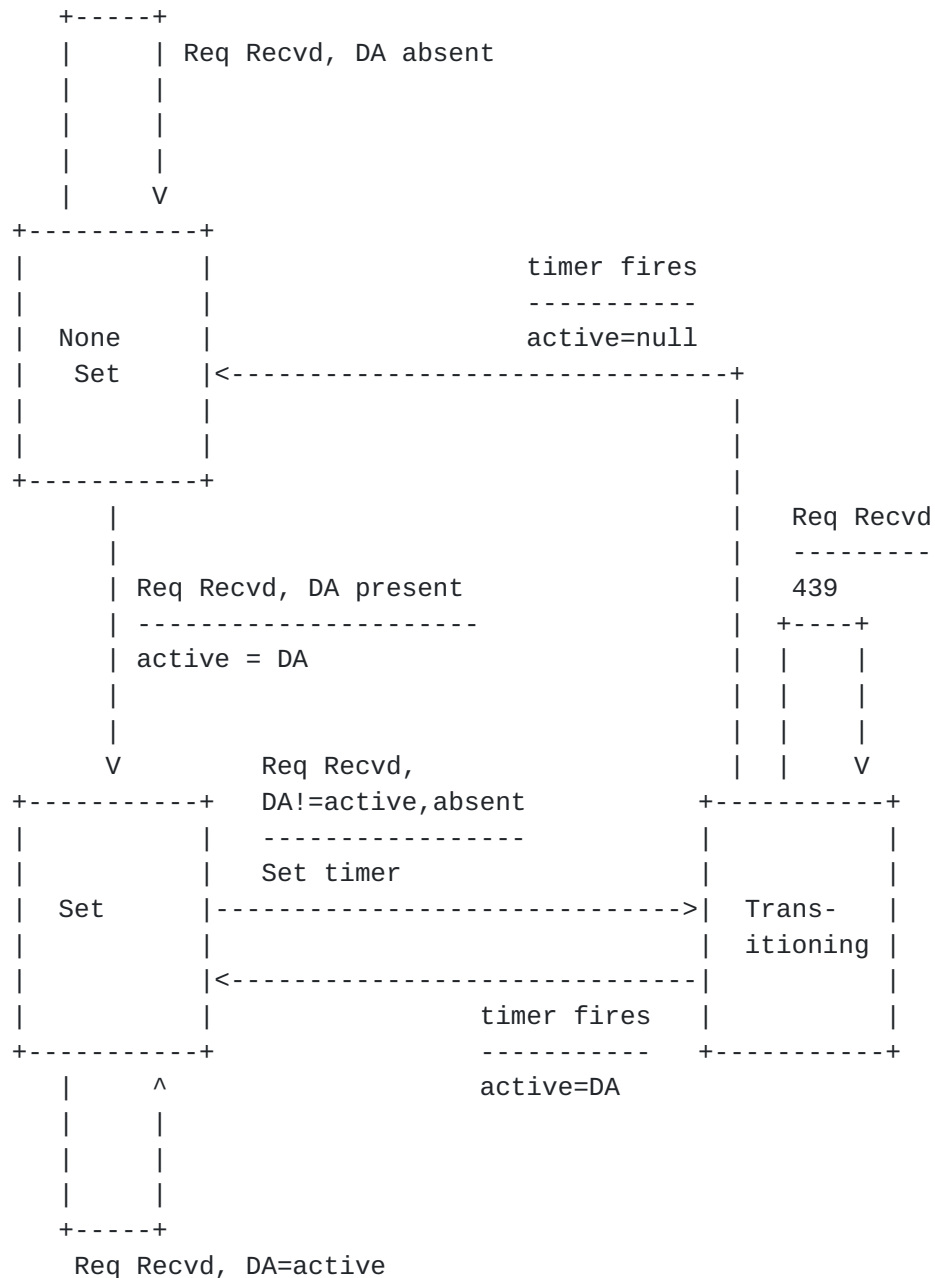 Req Recvd, DA absent
timer fires
-----------
None
active=null
Set
Req Recvd
---------
Req Recvd, DA present
439
----------------------
active = DA
Req Recvd,
DA!=active,absent
-----------------
Set timer
Set
Trans-
itioning
timer fires
-----------
active=DA
Req Recvd, DA=active